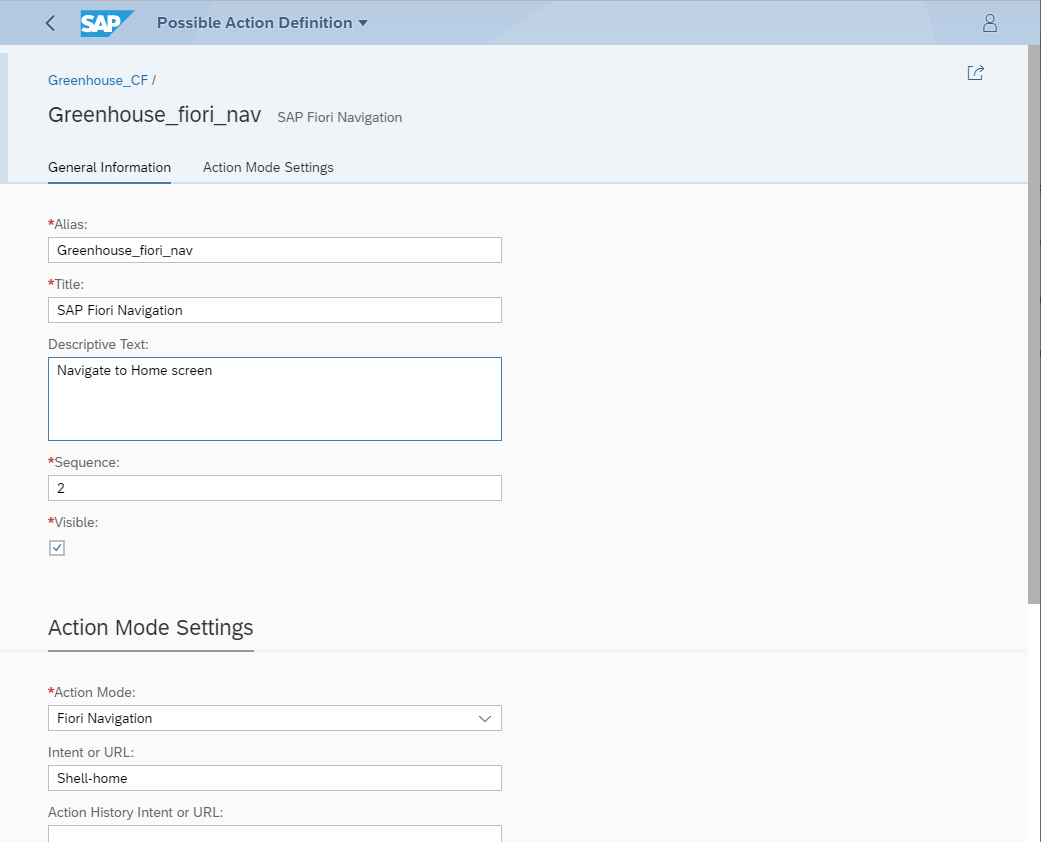 SAP Possible Action Definition
Greenhouse_CF /
Greenhouse_fiori_nav SAP Fiori Navigation
General Information Action Mode Settings
*Alias:
Greenhouse_fiori_nav
*Title:
SAP Fiori Navigation
Descriptive Text:
Navigate to Home screen
*Sequence:
2
*Visible:
Action Mode Settings
*Action Mode:
Fiori Navigation
Intent or URL:
Shell-home
Action History Intent or URL: